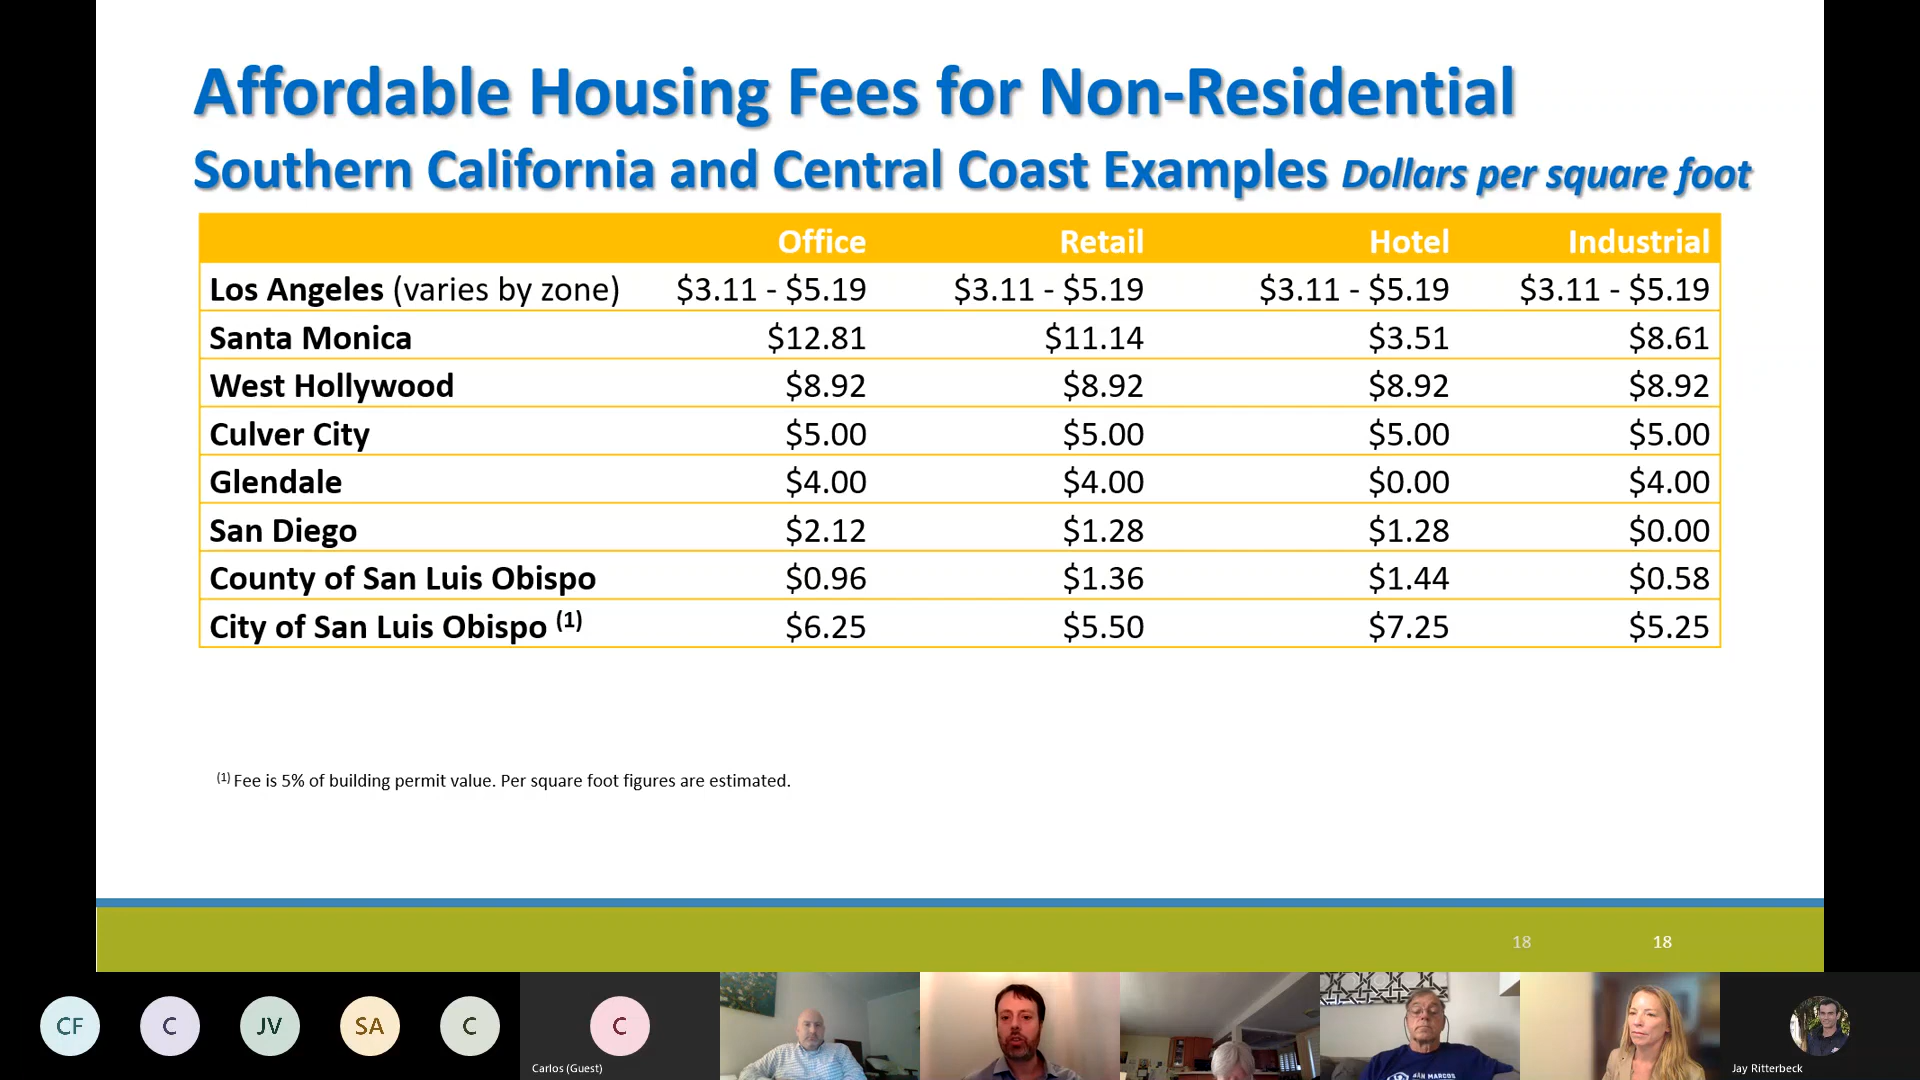 Affordable Housing Fees for Non-Residential
Southern California and Central Coast Examples Dollars per square foot
Office Retail Hotel Industrial
Los Angeles (varies by zone) $3.11 - $5.19 $3.11 - $5.19 $3.11 - $5.19 $3.11 - $5.19
Santa Monica $12.81 $11.14 $3.51 $8.61
West Hollywood $8.92 $8.92 $8.92 $8.92
Culver City $5.00 $5.00 $5.00 $5.00
Glendale $4.00 $4.00 $0.00 $4.00
San Diego $2.12 $1.28 $1.28 $0.00
County of San Luis Obispo $0.96 $1.36 $1.44 $0.58
City of San Luis Obispo (1) $6.25 $5.50 $7.25 $5.25
(1) Fee is 5% of building permit value. Per square foot figures are estimated.
18 18
CF C JV SA C C
Carlos (Guest)
SAN MARCOS
Jay Ritterbeck